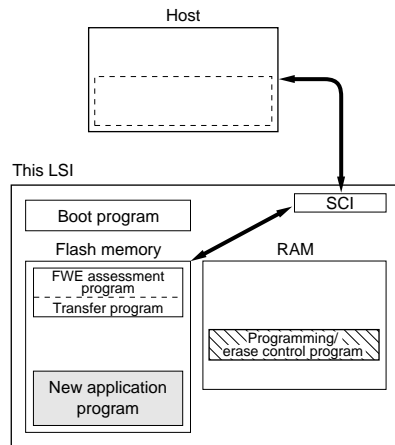 Host
This LSI
SCI
Boot program
Flash memory
RAM
FWE assessment
program
Transfer program
Programming/
erase control program
New application
program